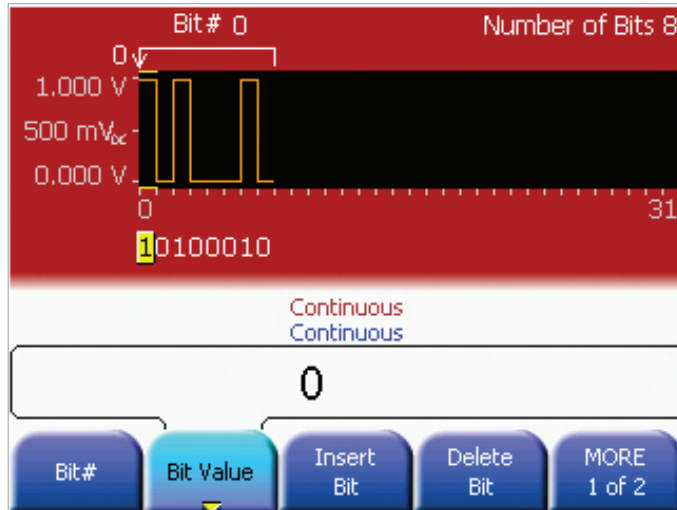 Bit# 0 Number of Bits 8
0
1.000 V
500 mVDC
0.000 V
0 31
10100010
Continuous
Continuous
0
Bit# Bit Value Insert Bit Delete Bit MORE 1 of 2